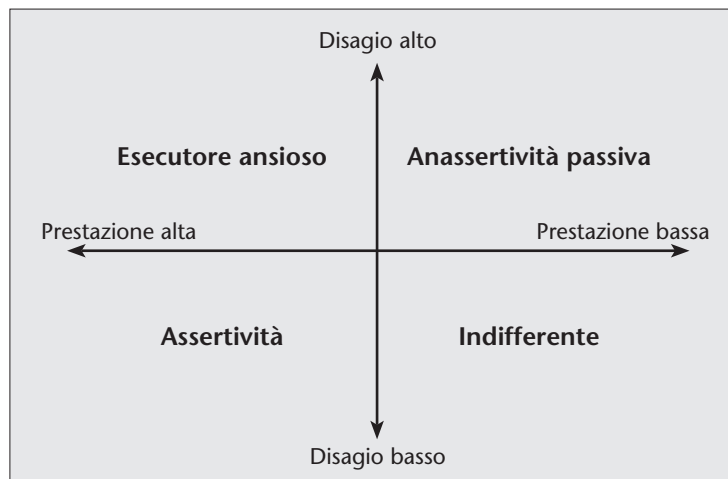 Disagio alto
Esecutore ansioso
Anassertività passiva
Prestazione alta
Prestazione bassa
Assertività
Indifferente
Disagio basso